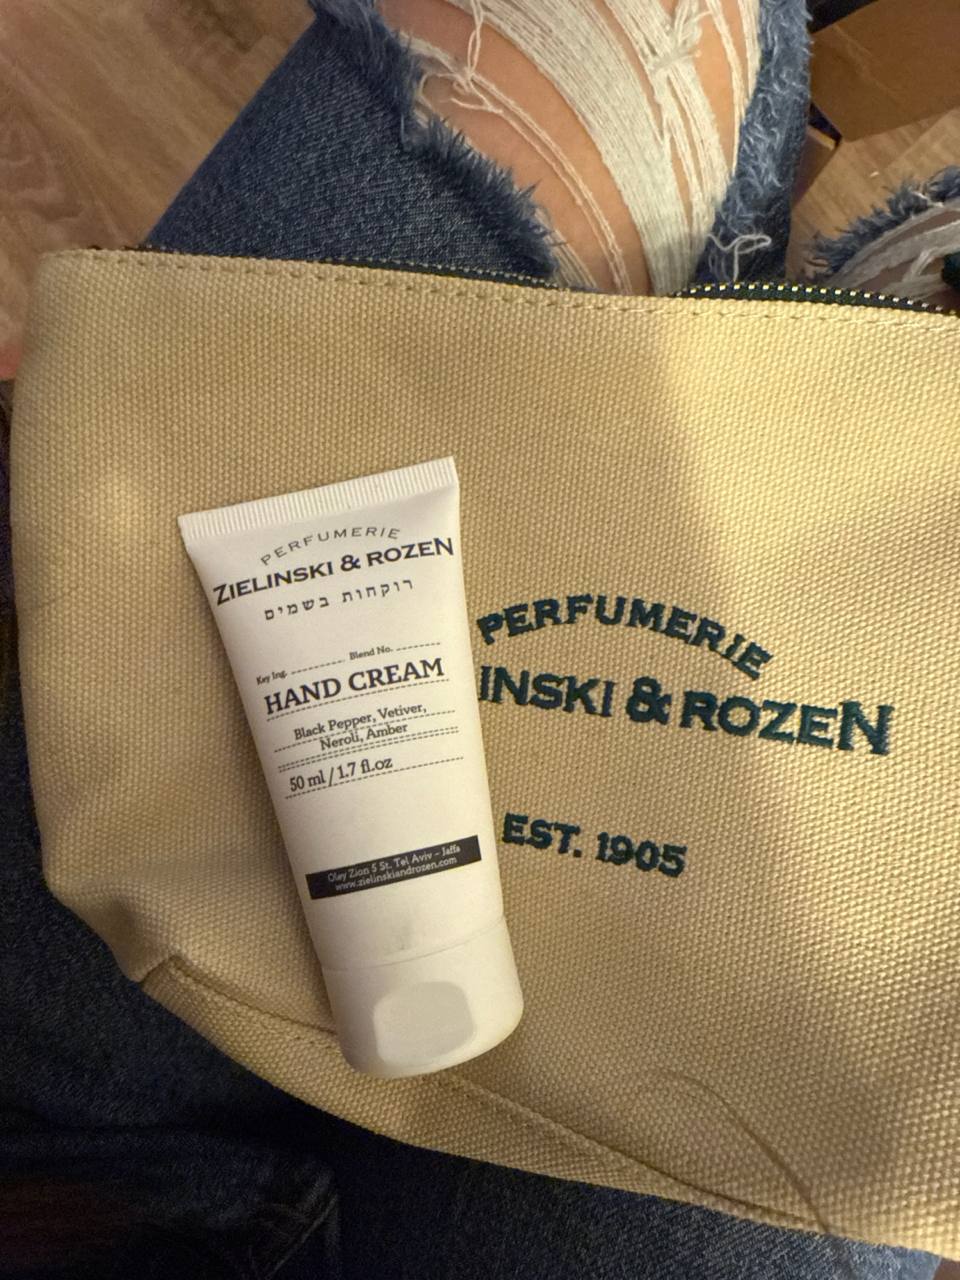 PERFUMERIE
ZIELINSKI & ROZEN
רוקחות בשמים
Key Ing. Blend No.
HAND CREAM
Black Pepper, Vetiver,
Neroli, Amber
50 ml / 1.7 fl.oz
Oley Zion 5 St. Tel Aviv - Jaffa
www.zielinskiandrozen.com
PERFUMERIE
INSKI & ROZEN
EST. 1905